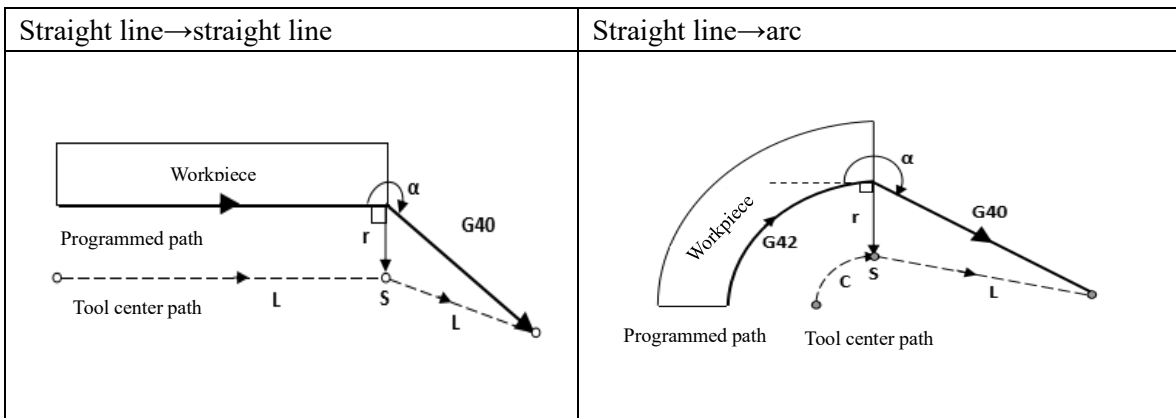 Straight line→straight line
Straight line→arc
Workpiece
α
G40
r
Programmed path
S
L
Tool center path
L
α
Workpiece
G40
r
G42
S
C
L
Programmed path
Tool center path